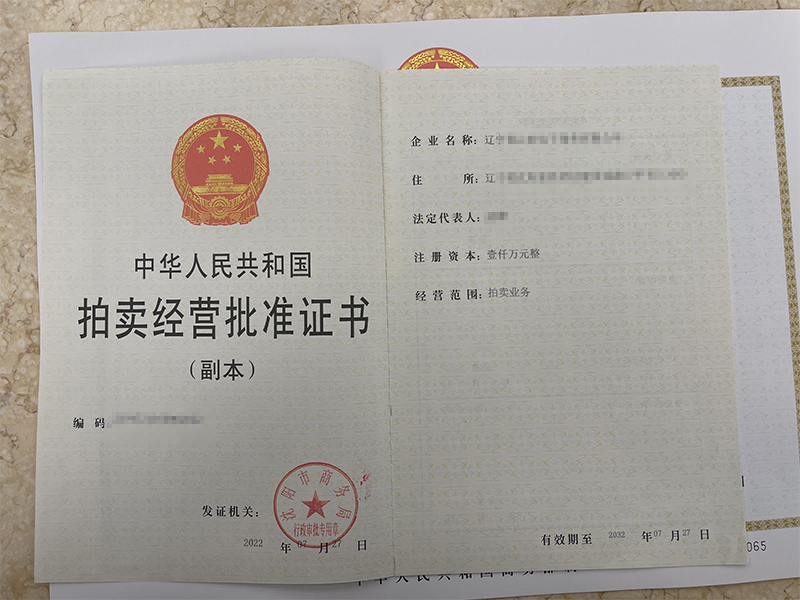 中华人民共和国
拍卖经营批准证书
(副本)
编 码
发证机关：
沈阳市商务局
行政审批专用章
2022 年 07 月 27 日
企业名称：辽
住 所：辽
法定代表人：
注册资本：壹仟万元整
经营范围：拍卖业务
有效期至 2032 年 07 月 27 日
065